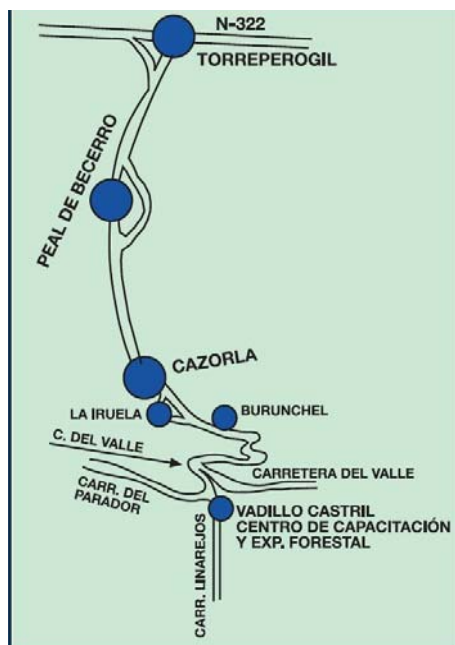 N-322
TORREPEROGIL
PEAL DE BECERRO
CAZORLA
LA IRUELA
BURUNCHEL
C. DEL VALLE
CARRETERA DEL VALLE
CARR. DEL
PARADOR
VADILLO CASTRIL
CENTRO DE CAPACITACIÓN
Y EXP. FORESTAL
CARR. LINAREJOS